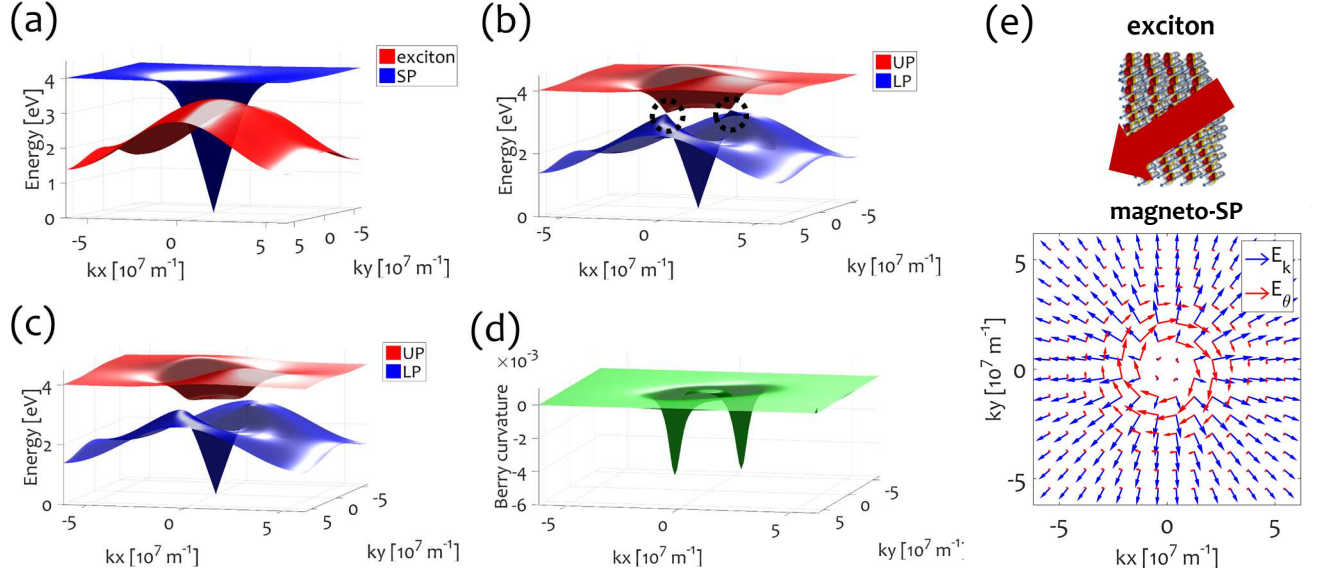 (a)
exciton
SP
Energy [eV]
4
3
2
1
0
-5
0
5
5
0
-5
kx [10⁷ m⁻¹]
ky [10⁷ m⁻¹]
(b)
UP
LP
Energy [eV]
4
2
0
-5
0
5
5
0
-5
kx [10⁷ m⁻¹]
ky [10⁷ m⁻¹]
(c)
UP
LP
Energy [eV]
4
2
0
-5
0
5
5
0
-5
kx [10⁷ m⁻¹]
ky [10⁷ m⁻¹]
(d)
×10⁻³
Berry curvature
0
-2
-4
-6
-5
0
5
5
0
-5
kx [10⁷ m⁻¹]
ky [10⁷ m⁻¹]
(e)
exciton
magneto-SP
E_k
E_θ
ky [10⁷ m⁻¹]
5
0
-5
-5
0
5
kx [10⁷ m⁻¹]